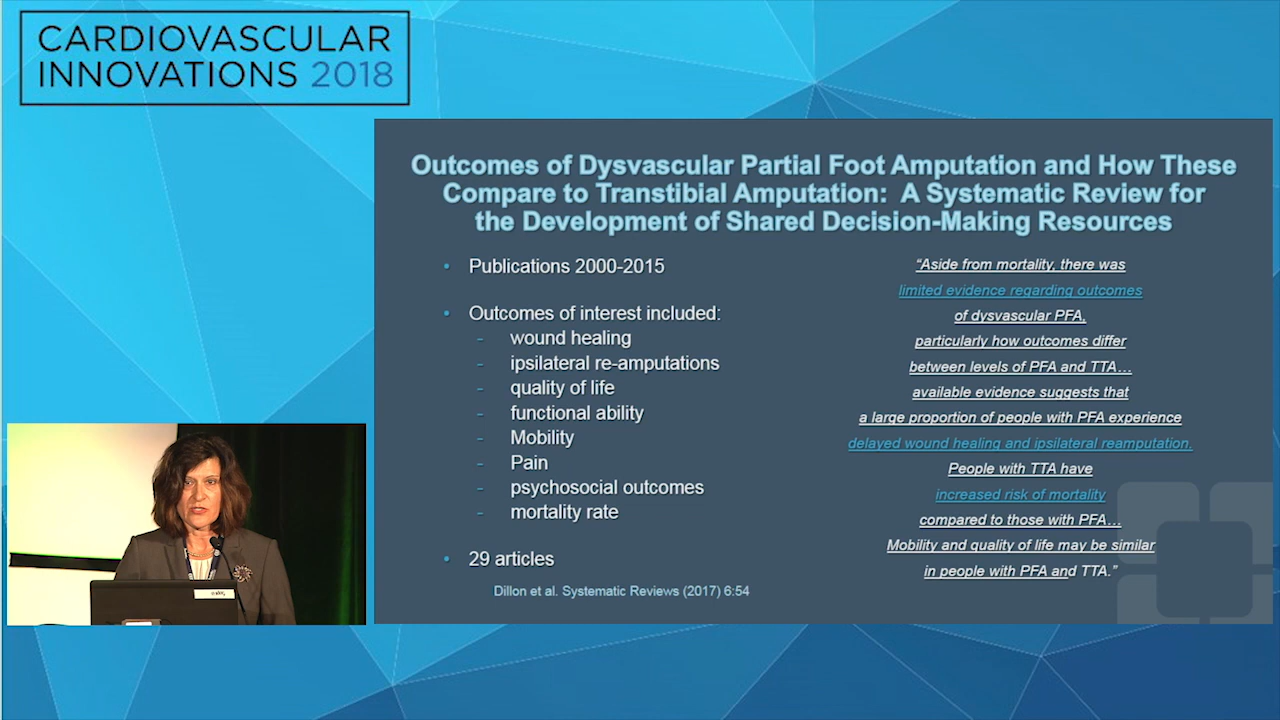 CARDIOVASCULAR
INNOVATIONS 2018
Outcomes of Dysvascular Partial Foot Amputation and How These
Compare to Transtibial Amputation: A Systematic Review for
the Development of Shared Decision-Making Resources
• Publications 2000-2015
• Outcomes of interest included:
- wound healing
- ipsilateral re-amputations
- quality of life
- functional ability
- Mobility
- Pain
- psychosocial outcomes
- mortality rate
• 29 articles
Dillon et al. Systematic Reviews (2017) 6:54
“Aside from mortality, there was
limited evidence regarding outcomes
of dysvascular PFA,
particularly how outcomes differ
between levels of PFA and TTA…
available evidence suggests that
a large proportion of people with PFA experience
delayed wound healing and ipsilateral reamputation.
People with TTA have
increased risk of mortality
compared to those with PFA…
Mobility and quality of life may be similar
in people with PFA and TTA.”